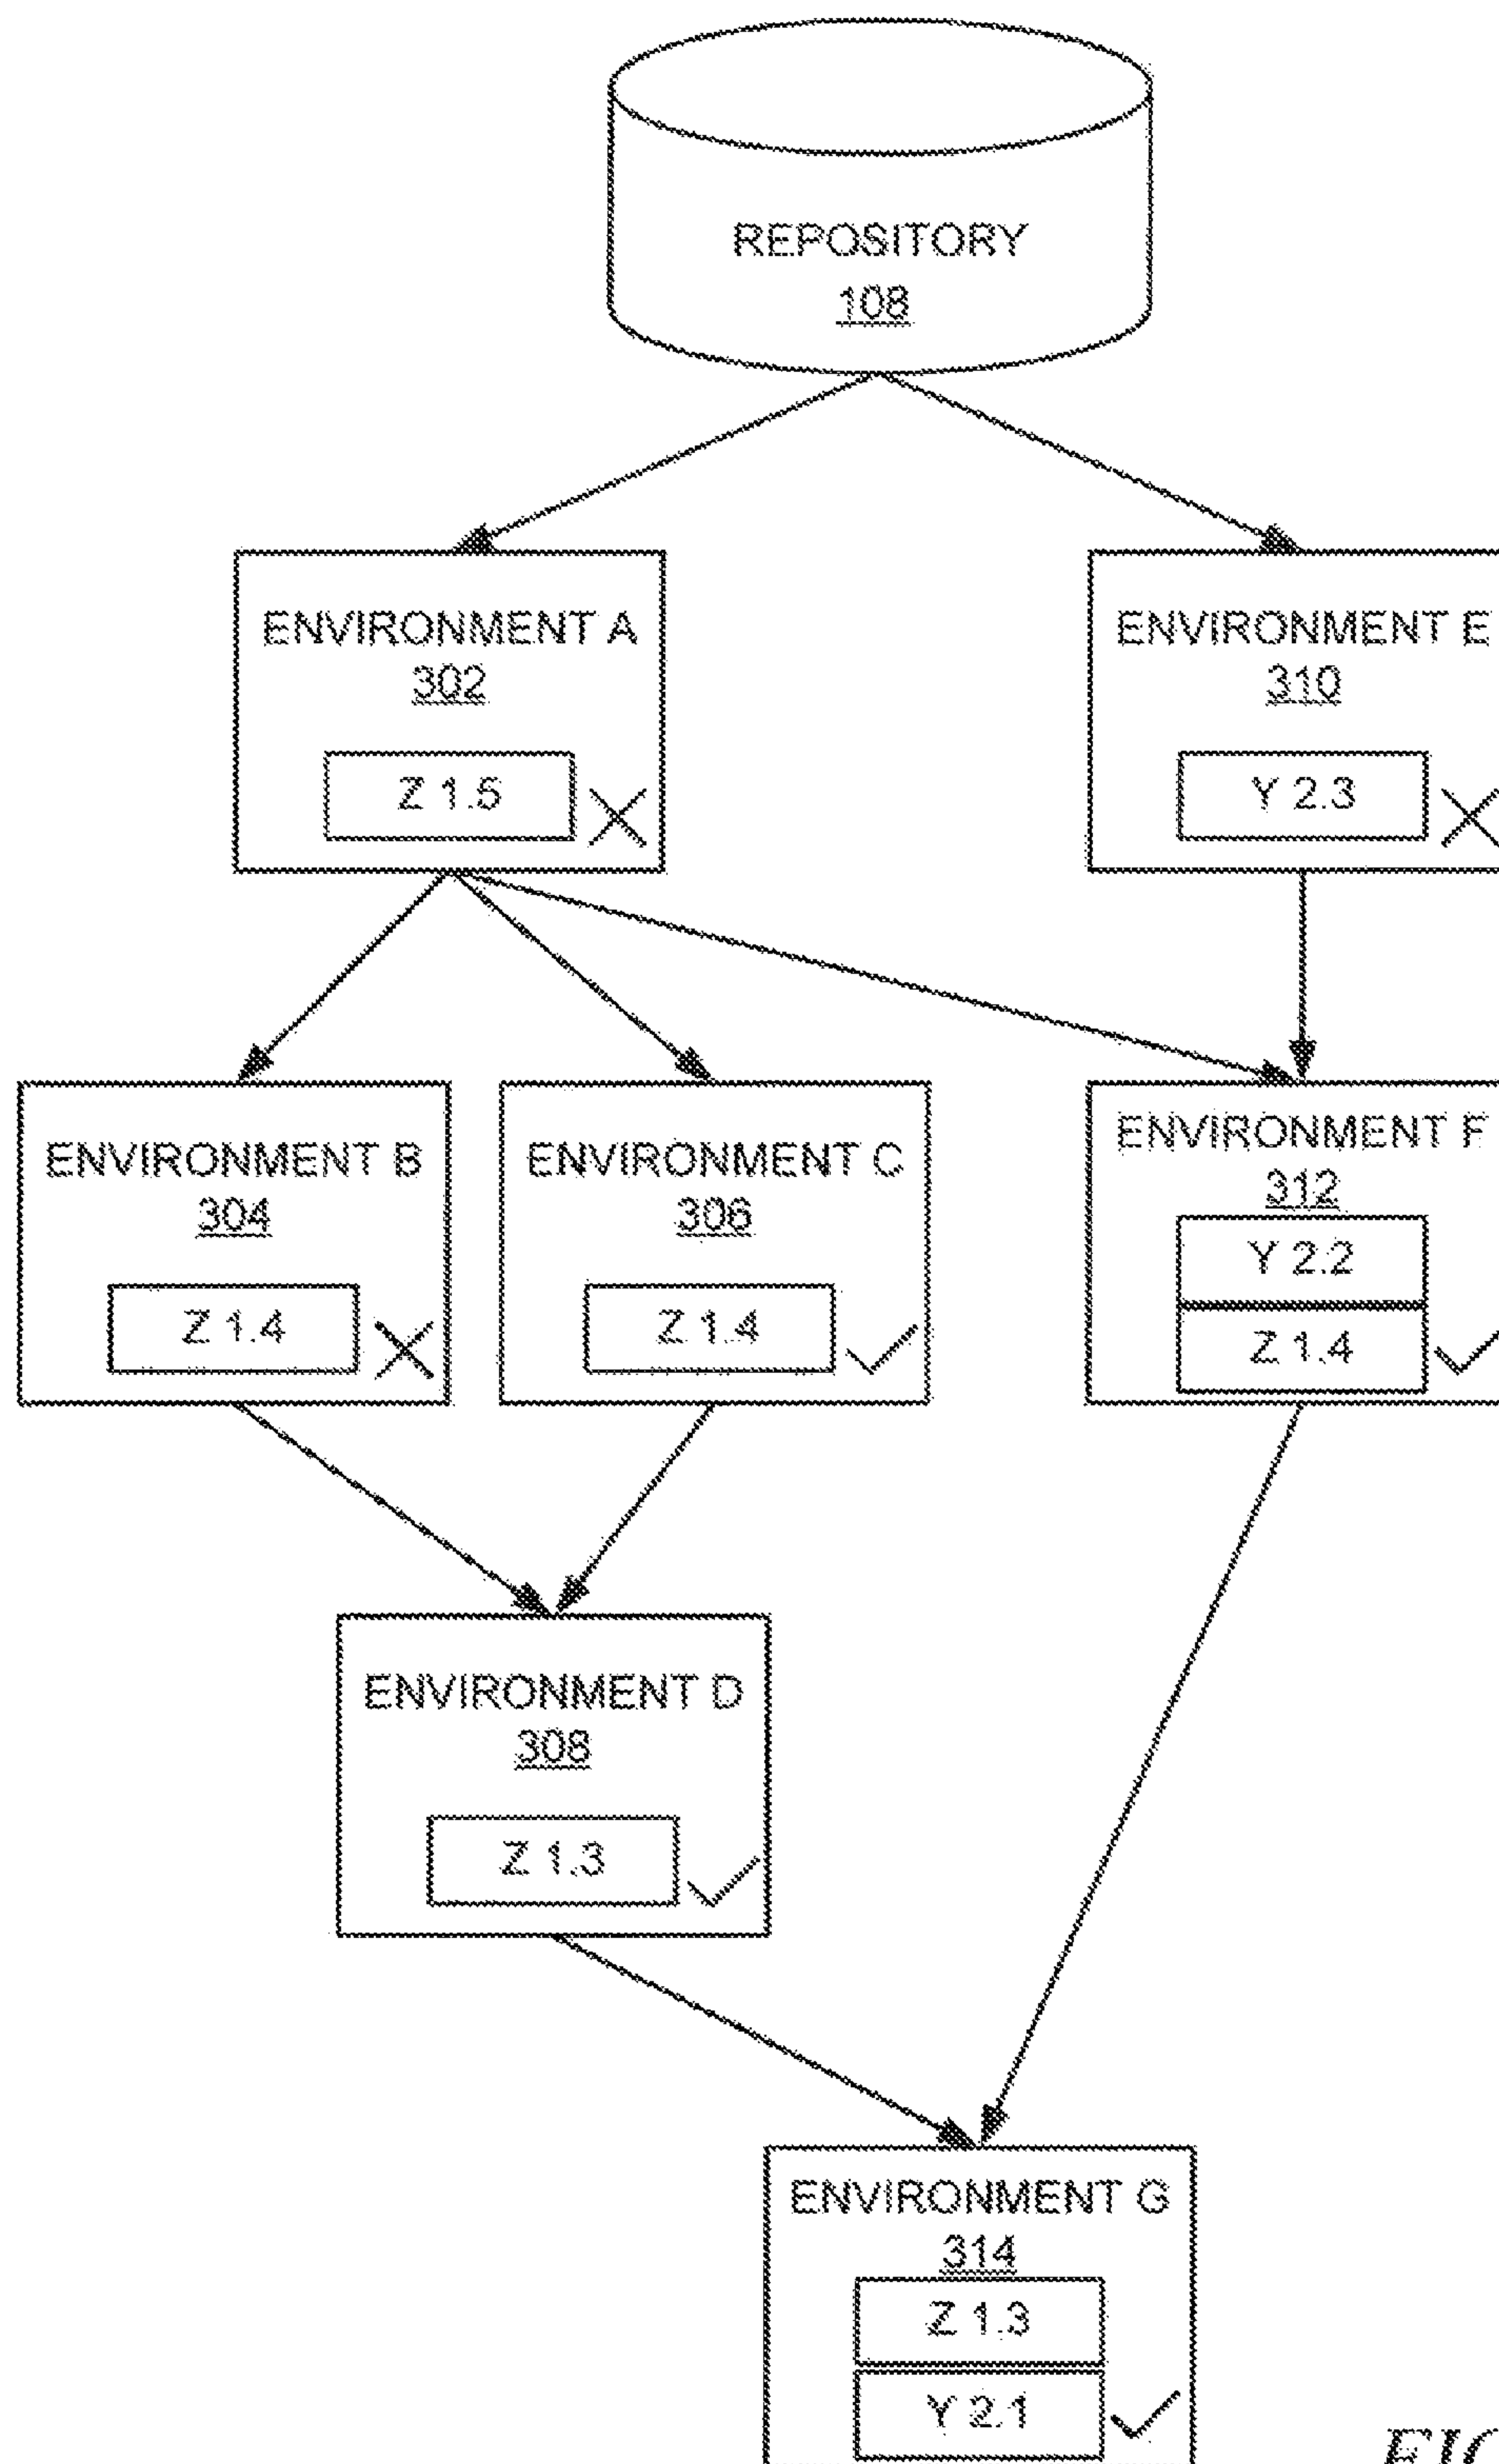 REPOSITORY
108
ENVIRONMENT A
302
Z 1.5
ENVIRONMENT E
310
Y 2.3
ENVIRONMENT B
304
Z 1.4
ENVIRONMENT C
306
Z 1.4
ENVIRONMENT F
312
Y 2.2
Z 1.4
ENVIRONMENT D
308
Z 1.3
ENVIRONMENT G
314
Z 1.3
Y 2.1